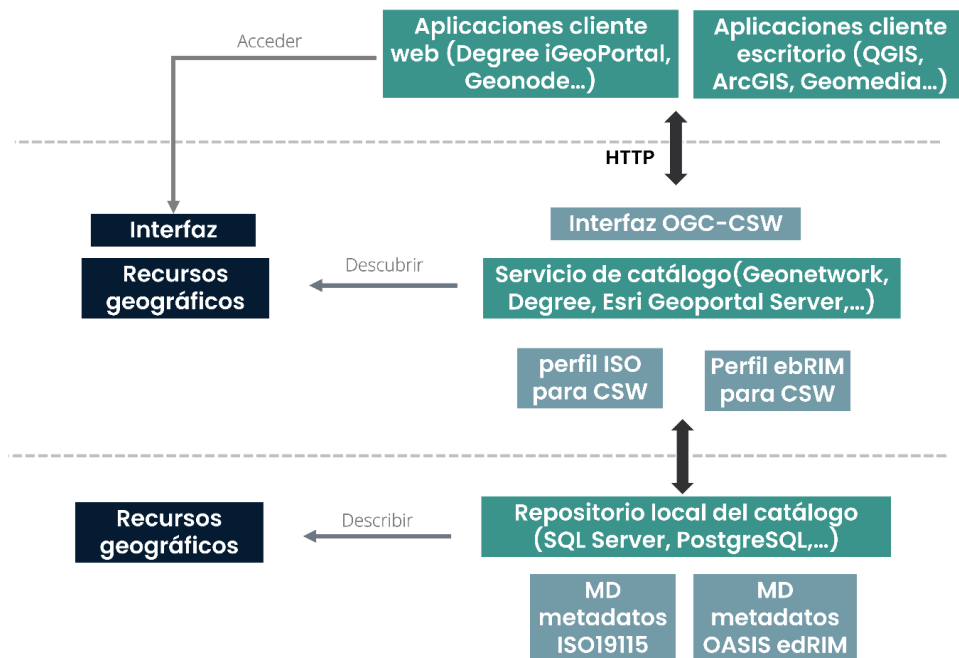 Acceder
Aplicaciones cliente
web (Degree iGeoPortal,
Geonode...)
Aplicaciones cliente
escritorio (QGIS,
ArcGIS, Geomedia...)
HTTP
Interfaz
Recursos
geográficos
Descubrir
Interfaz OGC-CSW
Servicio de catálogo(Geonetwork,
Degree, Esri Geoportal Server,...)
perfil ISO
para CSW
Perfil ebRIM
para CSW
Recursos
geográficos
Describir
Repositorio local del catálogo
(SQL Server, PostgreSQL,...)
MD
metadatos
ISO19115
MD
metadatos
OASIS edRIM